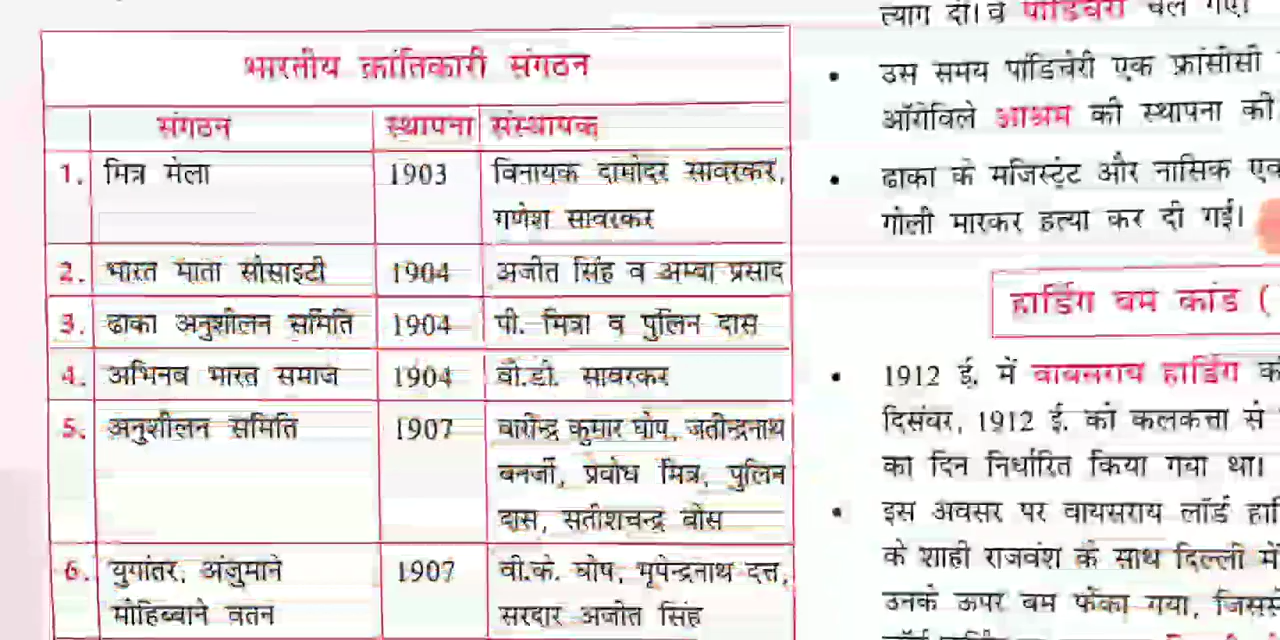 भारतीय क्रांतिकारी संगठन
संगठन स्थापना संस्थापक
1. मित्र मेला 1903 विनायक दामोदर सावरकर,
गणेश सावरकर
2. भारत माता सोसाइटी 1904 अजीत सिंह व अम्बा प्रसाद
3. ढाका अनुशीलन समिति 1904 पी. मित्रा व पुलिन दास
4. अभिनव भारत समाज 1904 वी.डी. सावरकर
5. अनुशीलन समिति 1907 वारीन्द्र कुमार घोष, जतीन्द्रनाथ
बनर्जी, प्रबोध मित्र, पुलिन
दास, सतीशचन्द्र बोस
6. युगांतर, अंजुमाने 1907 वी.के. घोष, भूपेन्द्रनाथ दत्त,
मोहिब्बाने वतन सरदार अजीत सिंह
त्याग दी। वे पांडिचेरी चले गए।
• उस समय पांडिचेरी एक फ्रांसीसी
ऑरोविले आश्रम की स्थापना की
• ढाका के मजिस्ट्रेट और नासिक
गोली मारकर हत्या कर दी गई।
हार्डिंग बम कांड (
• 1912 ई. में वायसराय हार्डिंग
दिसंबर, 1912 ई. को कलकत्ता से
का दिन निर्धारित किया गया था।
• इस अवसर पर वायसराय लॉर्ड
के शाही राजवंश के साथ दिल्ली में
उनके ऊपर बम फेंका गया,